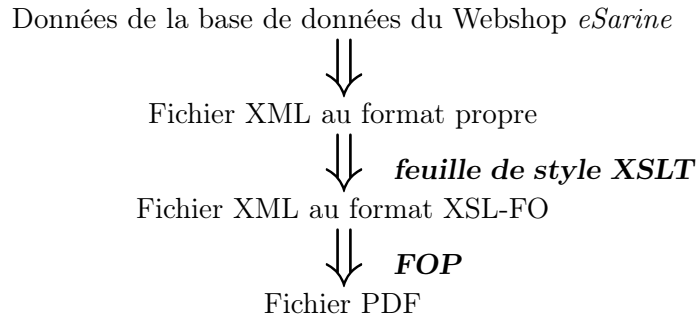 Données de la base de données du Webshop eSarine
Fichier XML au format propre
feuille de style XSLT
Fichier XML au format XSL-FO
FOP
Fichier PDF